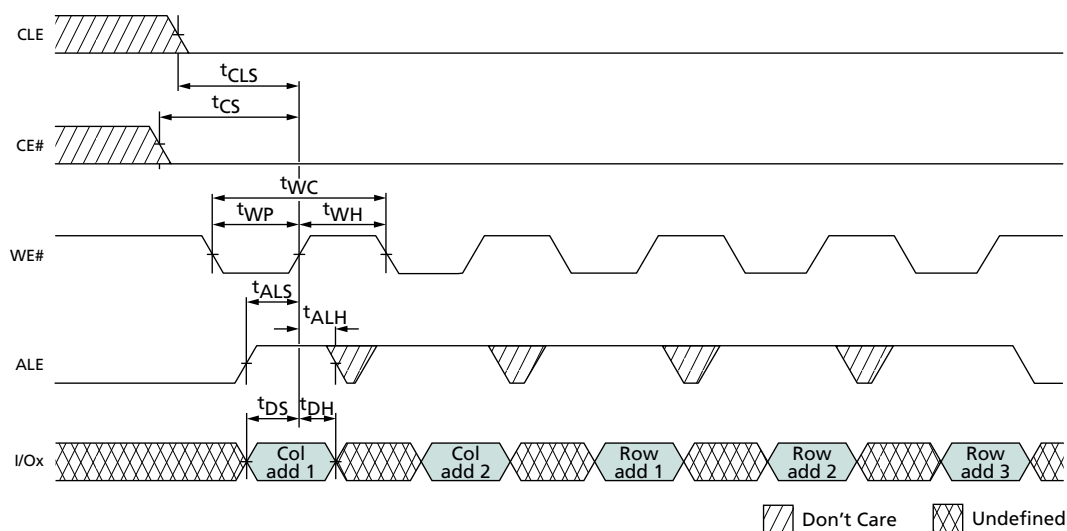 CLE
tCLS
tCS
CE#
tWC
tWP
tWH
WE#
tALS
tALH
ALE
tDS
tDH
I/Ox
Col
add 1
Col
add 2
Row
add 1
Row
add 2
Row
add 3
Don't Care
Undefined